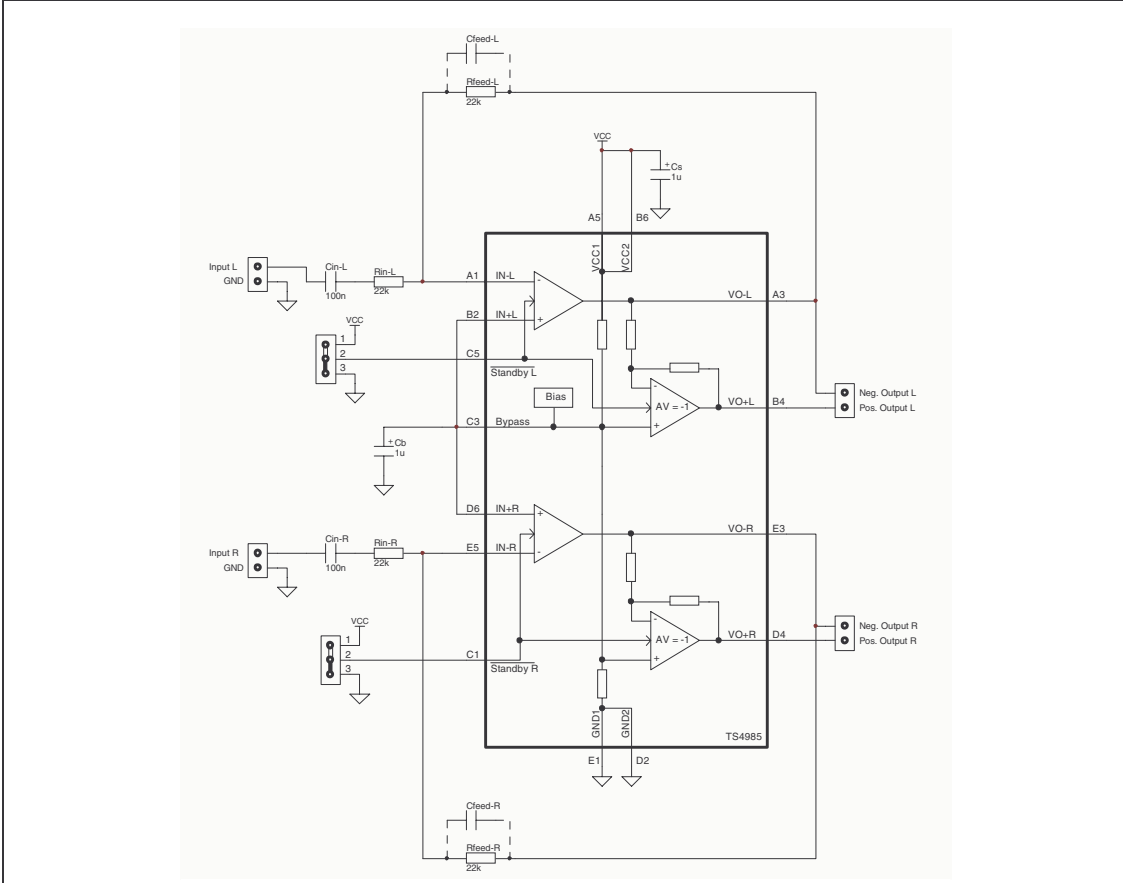 Cfeed-L
Rfeed-L
22k
VCC
+ Cs
1u
A5
B6
VCC1
VCC2
Input L
GND
Cin-L
100n
Rin-L
22k
A1
IN-L
-
VO-L
A3
B2
IN+L
+
VCC
1
2
3
C5
Standby L
-
AV = -1
+
VO+L
B4
Neg. Output L
Pos. Output L
Bias
C3
Bypass
+ Cb
1u
D6
IN+R
+
VO-R
E3
Input R
GND
Cin-R
100n
Rin-R
22k
E5
IN-R
-
VCC
1
2
3
C1
Standby R
-
AV = -1
+
VO+R
D4
Neg. Output R
Pos. Output R
GND1
GND2
TS4985
E1
D2
Cfeed-R
Rfeed-R
22k